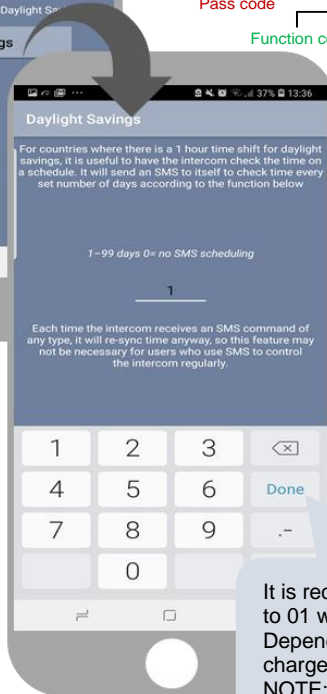 Pass code
Daylight
Function
37% 13:36
Daylight Savings
For countries where there is a 1 hour time shift for daylight
savings, it is useful to have the intercom check the time on
a schedule. It will send an SMS to itself to check time every
set number of days according to the function below
1-99 days 0= no SMS scheduling
1
Each time the intercom receives an SMS command of
any type, it will re-sync time anyway, so this feature may
not be necessary for users who use SMS to control
the intercom regularly.
1 2 3
4 5 6 Done
7 8 9 .-
0
It is
to 01
Depen
charge
NOTE: